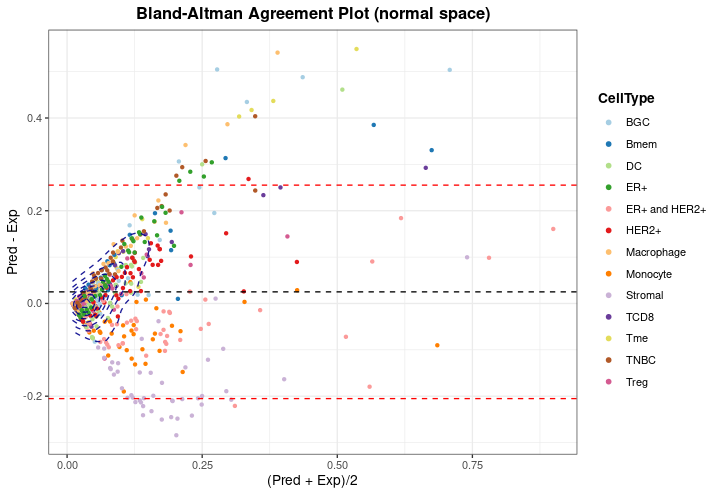 Bland-Altman Agreement Plot (normal space)
Pred - Exp
0.4
0.2
0.0
-0.2
0.00
0.25
0.50
0.75
(Pred + Exp)/2
CellType
BGC
Bmem
DC
ER+
ER+ and HER2+
HER2+
Macrophage
Monocyte
Stromal
TCD8
Tme
TNBC
Treg